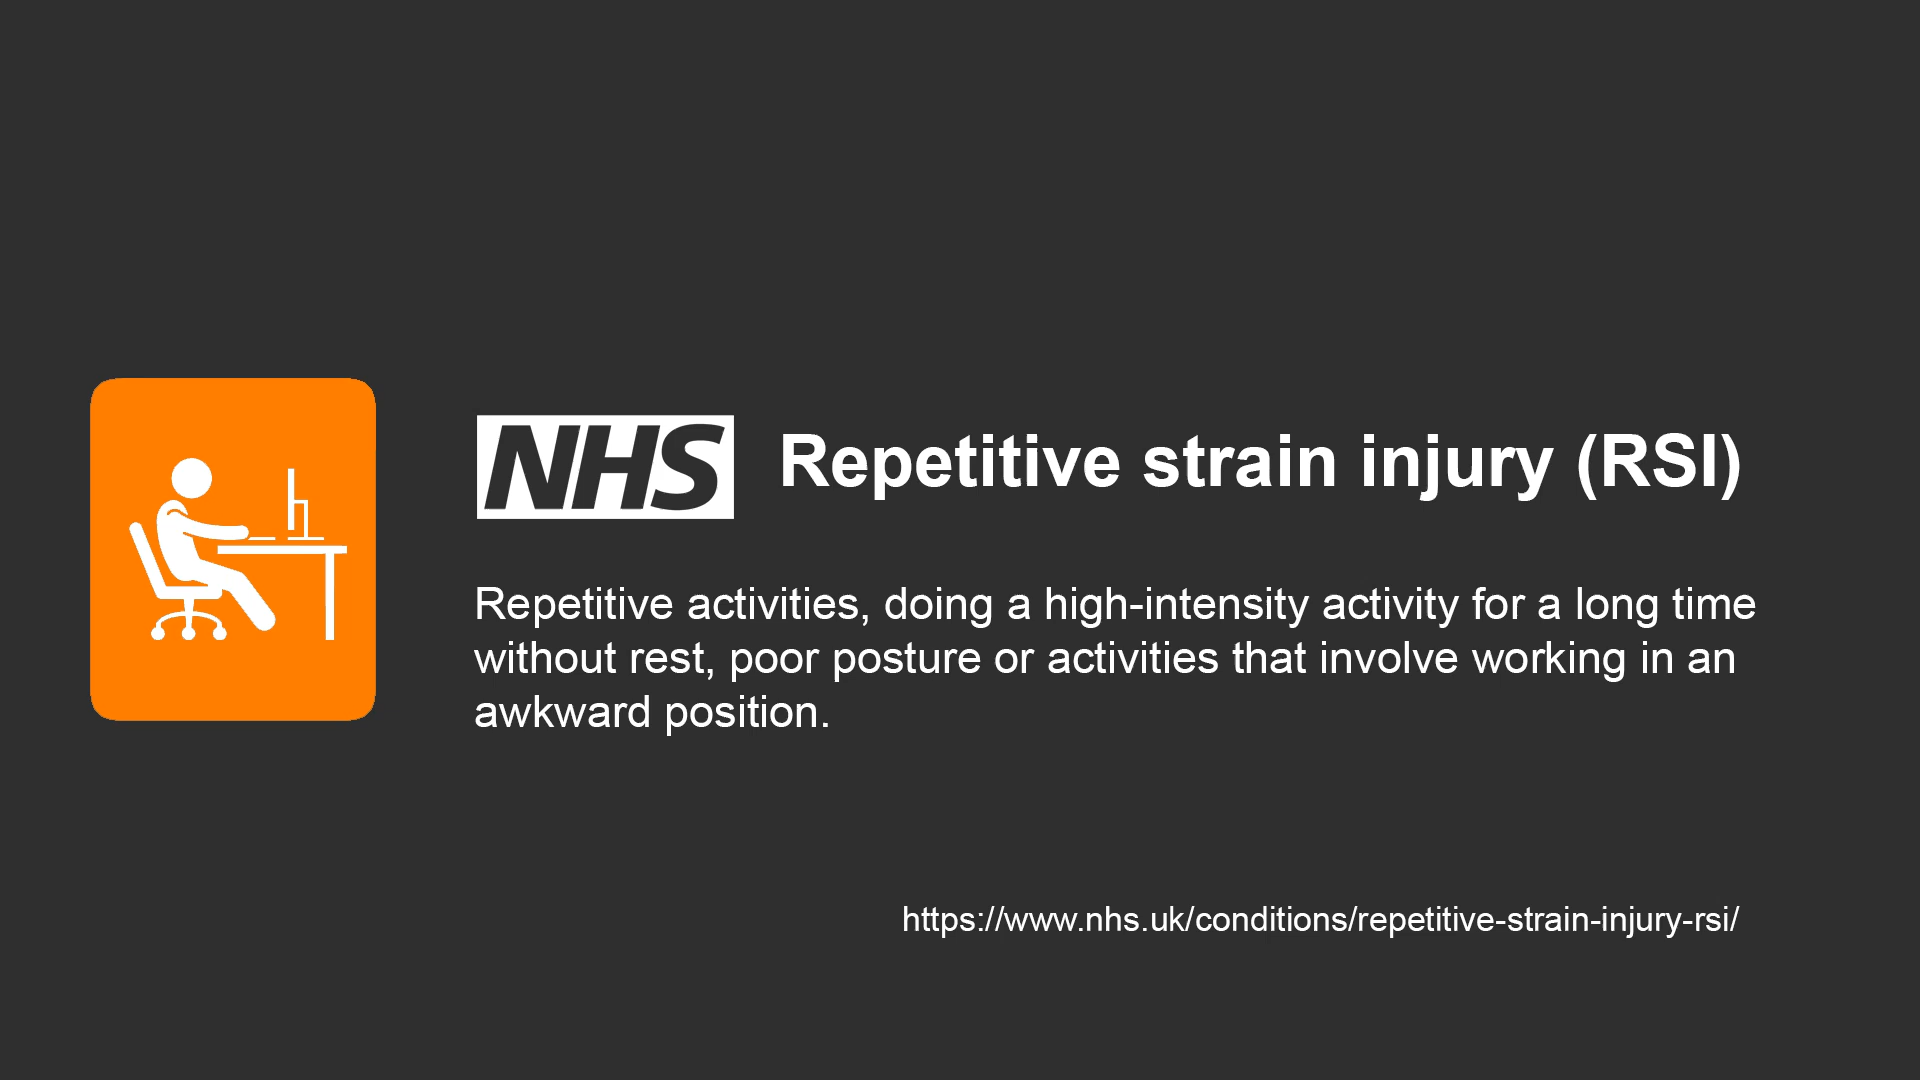 NHS Repetitive strain injury (RSI)
Repetitive activities, doing a high-intensity activity for a long time
without rest, poor posture or activities that involve working in an
awkward position.
https://www.nhs.uk/conditions/repetitive-strain-injury-rsi/